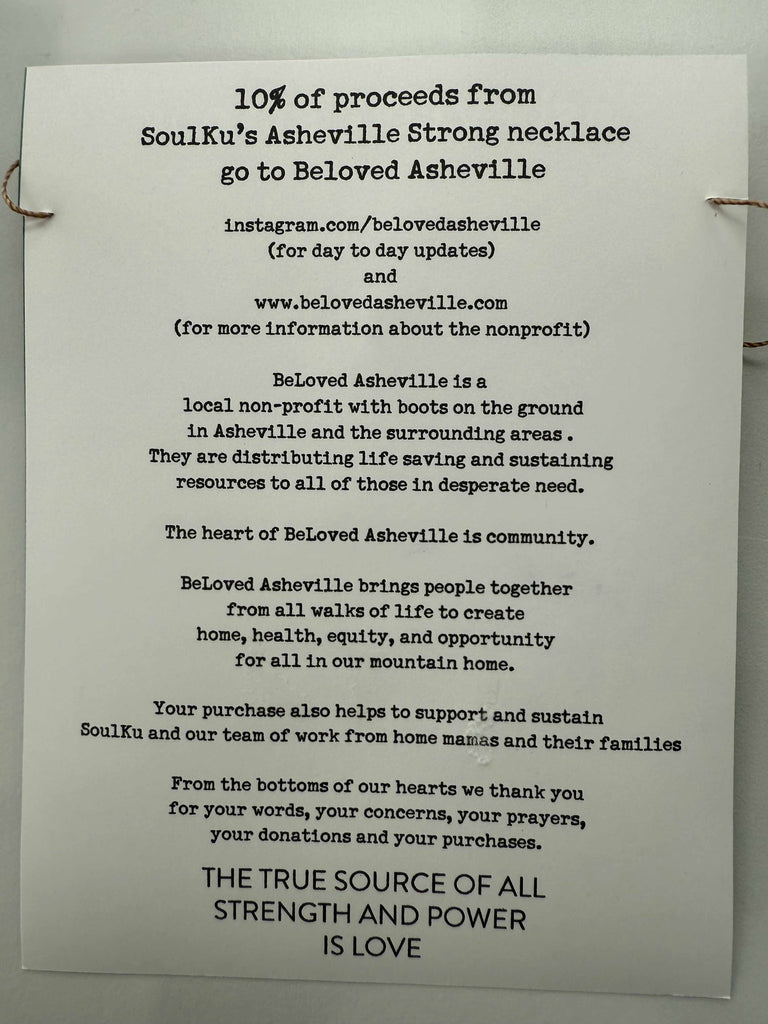 10% of proceeds from
SoulKu's Asheville Strong necklace
go to Beloved Asheville
instagram.com/belovedasheville
(for day to day updates)
and
www.belovedasheville.com
(for more information about the nonprofit)
BeLoved Asheville is a
local non-profit with boots on the ground
in Asheville and the surrounding areas .
They are distributing life saving and sustaining
resources to all of those in desperate need.
The heart of BeLoved Asheville is community.
BeLoved Asheville brings people together
from all walks of life to create
home, health, equity, and opportunity
for all in our mountain home.
Your purchase also helps to support and sustain
SoulKu and our team of work from home mamas and their families
From the bottoms of our hearts we thank you
for your words, your concerns, your prayers,
your donations and your purchases.
THE TRUE SOURCE OF ALL
STRENGTH AND POWER
IS LOVE